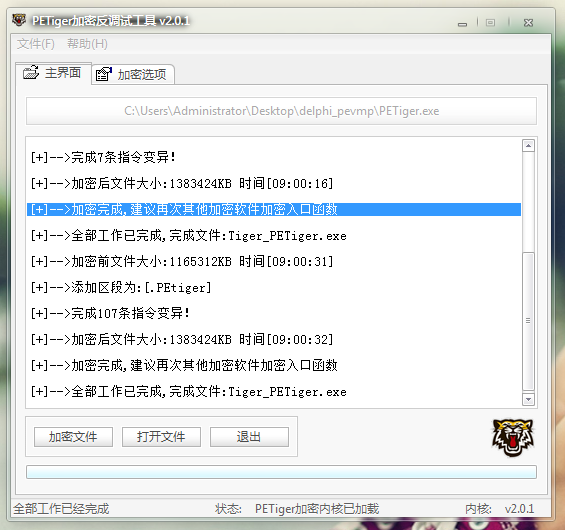 PETiger加密反调试工具 v2.0.1
文件(F) 帮助(H)
主界面 加密选项
C:\Users\Administrator\Desktop\delphi_pevmp\PETiger.exe
[+]-->完成7条指令变异!
[+]-->加密后文件大小:1383424KB 时间[09:00:16]
[+]-->加密完成,建议再次其他加密软件加密入口函数
[+]-->全部工作已完成,完成文件:Tiger_PETiger.exe
[+]-->加密前文件大小:1165312KB 时间[09:00:31]
[+]-->添加区段为:[.PEtiger]
[+]-->完成107条指令变异!
[+]-->加密后文件大小:1383424KB 时间[09:00:32]
[+]-->加密完成,建议再次其他加密软件加密入口函数
[+]-->全部工作已完成,完成文件:Tiger_PETiger.exe
加密文件 打开文件 退出
全部工作已经完成 状态: PETiger加密内核已加载 内核: v2.0.1